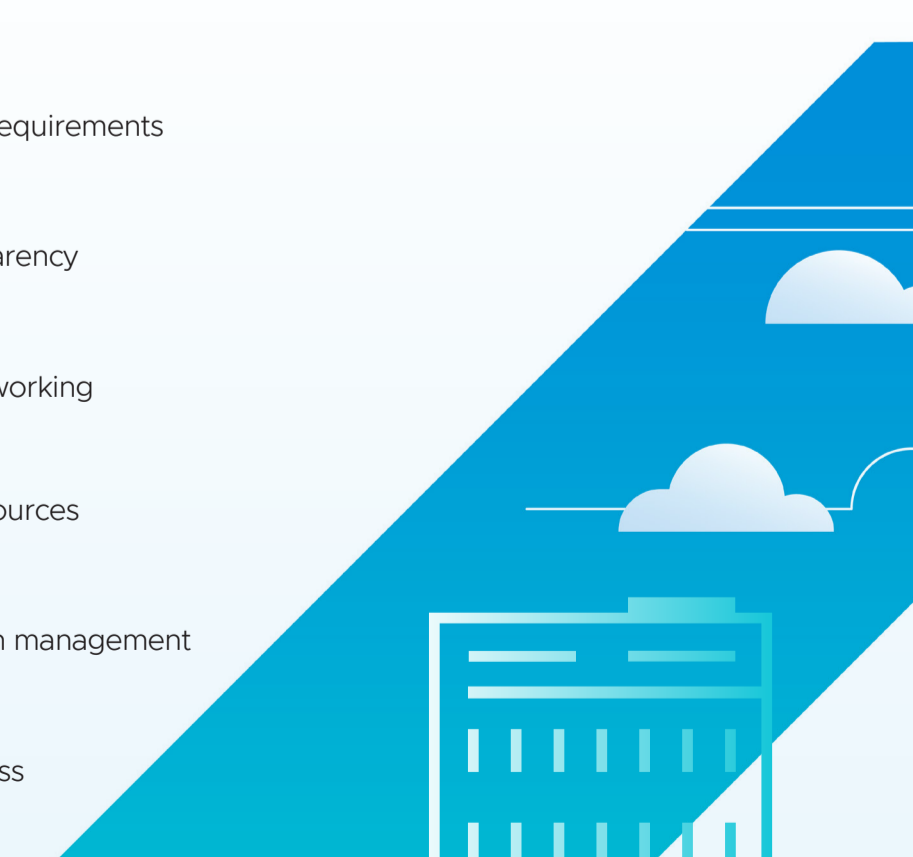 equirements
arency
working
ources
n management
ss